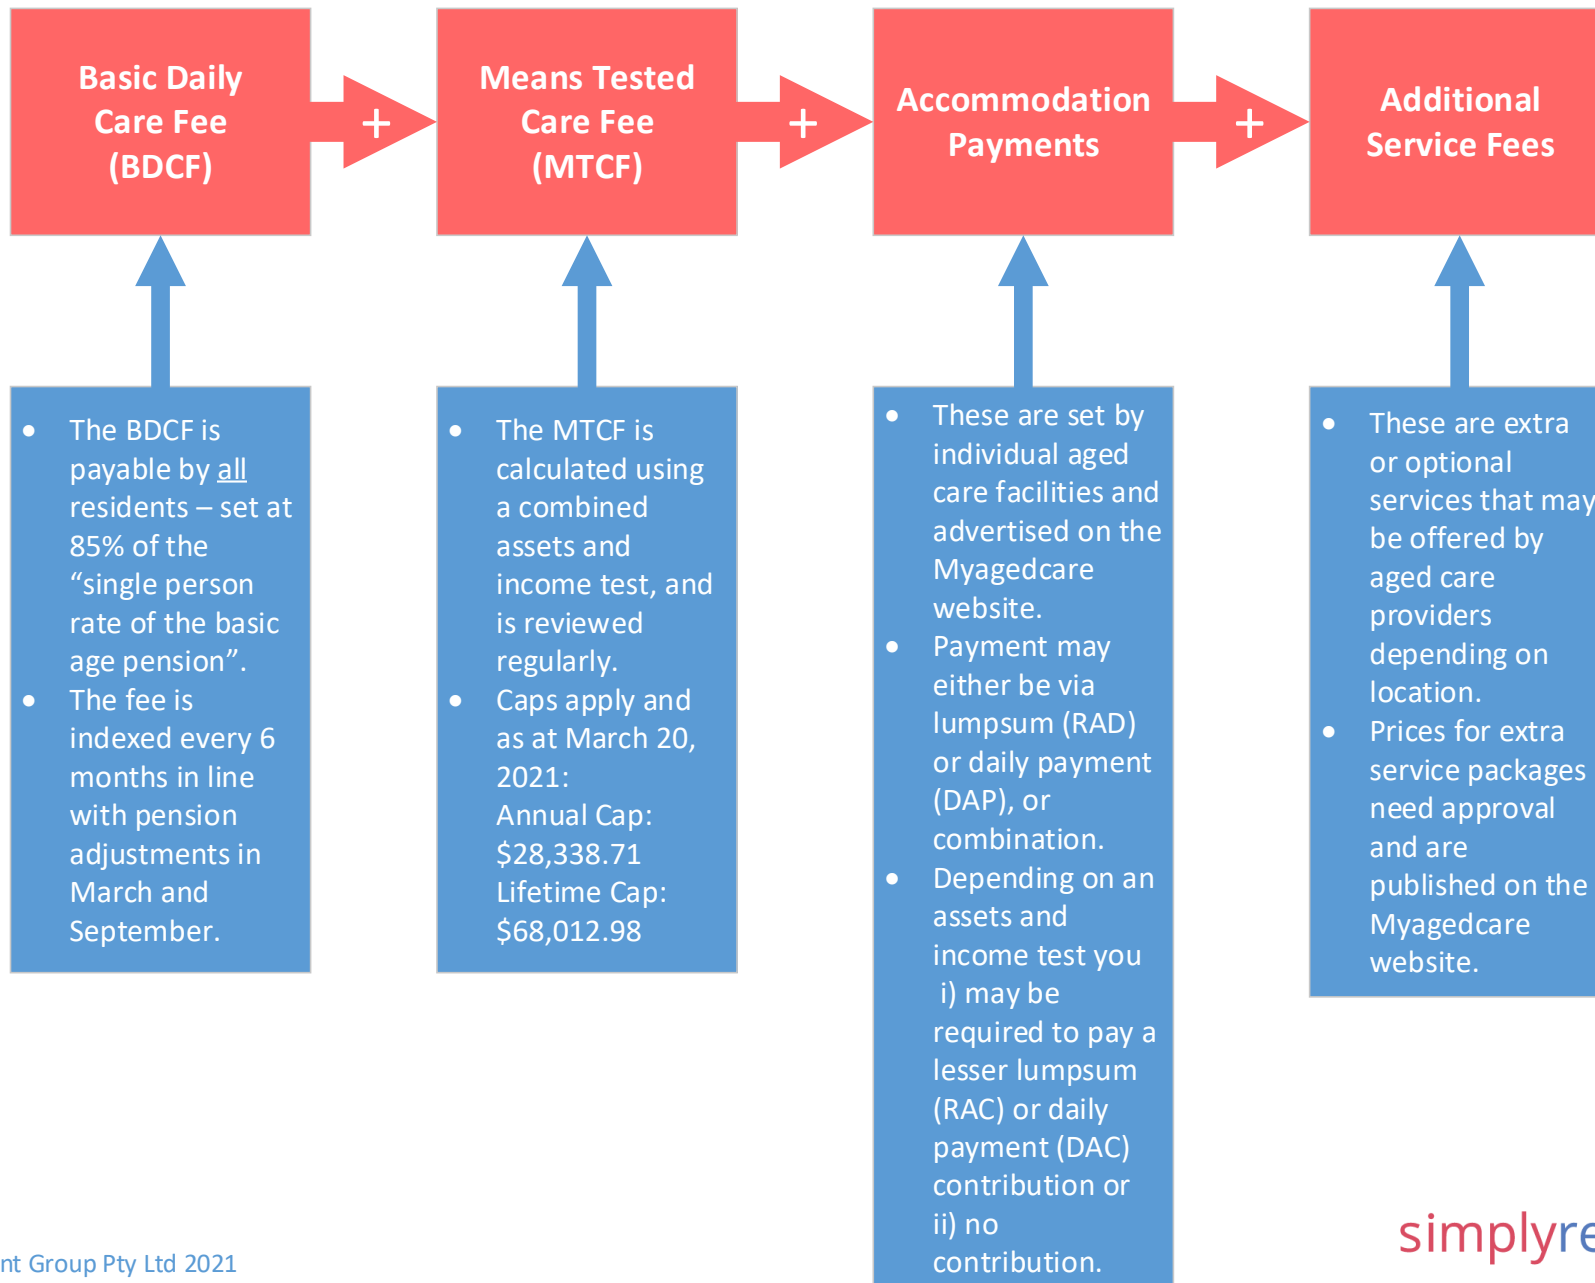 Basic Daily
Care Fee
(BDCF)
+
Means Tested
Care Fee
(MTCF)
+
Accommodation
Payments
+
Additional
Service Fees
• The BDCF is
payable by all
residents – set at
85% of the
“single person
rate of the basic
age pension”.
• The fee is
indexed every 6
months in line
with pension
adjustments in
March and
September.
• The MTCF is
calculated using
a combined
assets and
income test, and
is reviewed
regularly.
• Caps apply and
as at March 20,
2021:
Annual Cap:
$28,338.71
Lifetime Cap:
$68,012.98
• These are set by
individual aged
care facilities and
advertised on the
Myagedcare
website.
• Payment may
either be via
lumpsum (RAD)
or daily payment
(DAP), or
combination.
• Depending on an
assets and
income test you
i) may be
required to pay a
lesser lumpsum
(RAC) or daily
payment (DAC)
contribution or
ii) no
contribution.
• These are extra
or optional
services that may
be offered by
aged care
providers
depending on
location.
• Prices for extra
service packages
need approval
and are
published on the
Myagedcare
website.
nt Group Pty Ltd 2021
simplyre